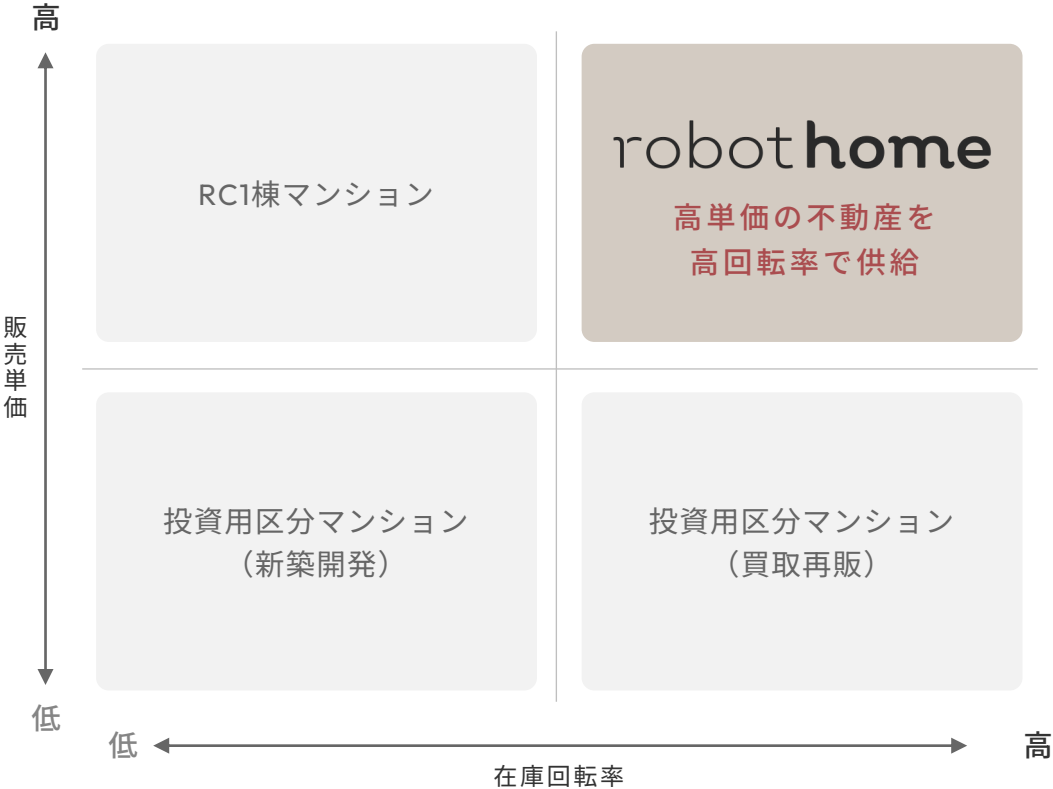 高
RC1棟マンション
robot home
高単価の不動産を
高回転率で供給
販売単価
投資用区分マンション
（新築開発）
投資用区分マンション
（買取再販）
低
低
高
在庫回転率